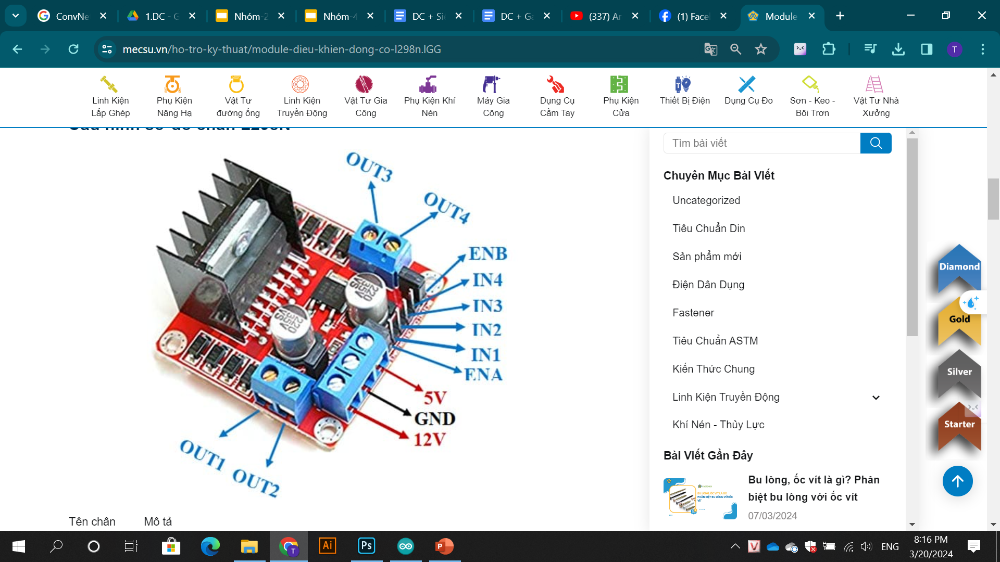 ConvNe
1.DC - G
Nhóm-2
Nhóm-4
DC + Siê
DC + Ga
(337) Ar
(1) Face
Module
mecsu.vn/ho-tro-ky-thuat/module-dieu-khien-dong-co-l298n.lGG
T
Linh Kiện
Lắp Ghép
Phụ Kiện
Nâng Hạ
Vật Tư
đường ống
Linh Kiện
Truyền Động
Vật Tư Gia
Công
Phụ Kiện Khí
Nén
Máy Gia
Công
Dụng Cụ
Cầm Tay
Phụ Kiện
Cửa
Thiết Bị Điện
Dụng Cụ Đo
Sơn - Keo -
Bôi Trơn
Vật Tư Nhà
Xưởng
OUT3
OUT4
ENB
IN4
IN3
IN2
IN1
ENA
5V
GND
12V
OUT1
OUT2
Tên chân
Mô tả
Tìm bài viết
Chuyên Mục Bài Viết
Uncategorized
Tiêu Chuẩn Din
Sản phẩm mới
Điện Dân Dụng
Fastener
Tiêu Chuẩn ASTM
Kiến Thức Chung
Linh Kiện Truyền Động
Khí Nén - Thủy Lực
Bài Viết Gần Đây
Bu lông, ốc vít là gì? Phân
biệt bu lông với ốc vít
07/03/2024
Diamond
Gold
Silver
Starter
Ai
Ps
P
V
ENG
8:16 PM
3/20/2024